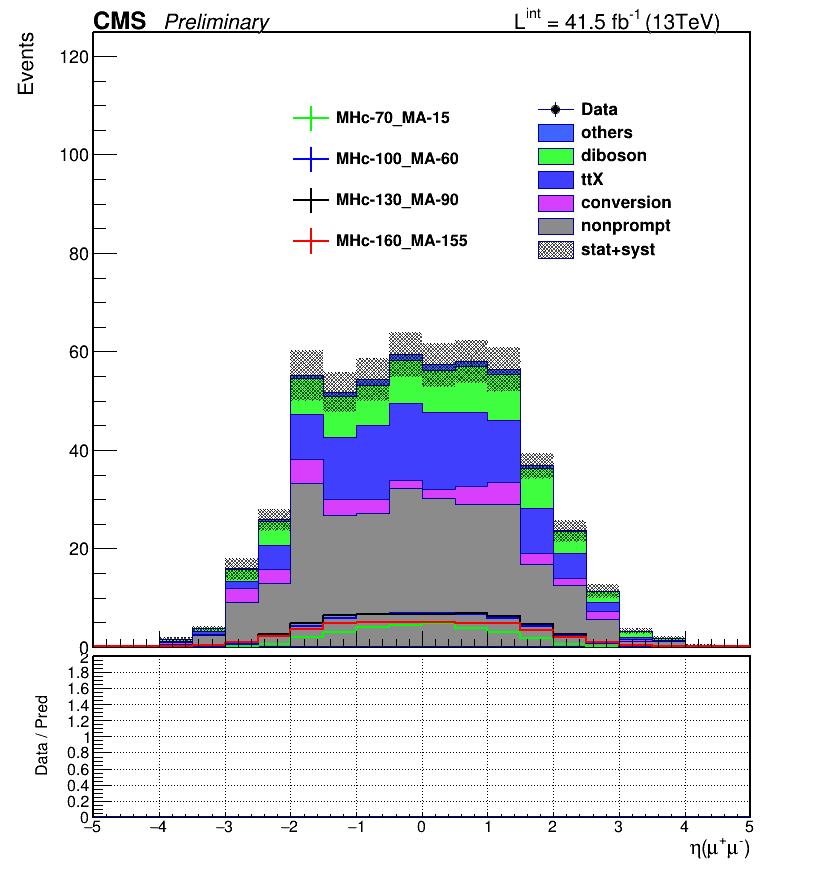 CMS Preliminary L^int = 41.5 fb^-1 (13TeV)
Events
120
100
80
60
40
20
0
MHc-70_MA-15
MHc-100_MA-60
MHc-130_MA-90
MHc-160_MA-155
Data
others
diboson
ttX
conversion
nonprompt
stat+syst
Data / Pred
2
1.8
1.6
1.4
1.2
1
0.8
0.6
0.4
0.2
0
−5 −4 −3 −2 −1 0 1 2 3 4 5
η(μ⁺μ⁻)